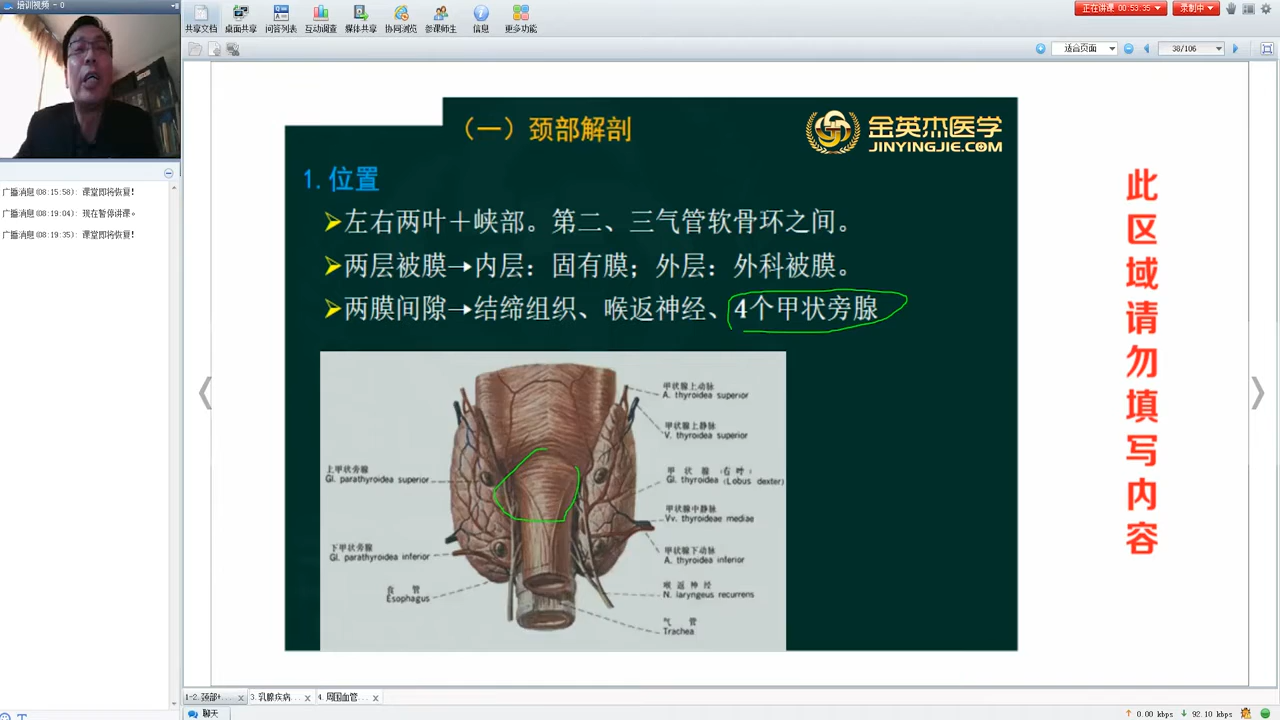 培训视频 - 0
共享文档 桌面共享 问答列表 互动调查 媒体共享 协同浏览 参课师生 信息 更多功能
正在讲课 00:53:35
录制中
适合页面
38/106
广播消息(08:15:58): 课堂即将恢复!
广播消息(08:19:04): 现在暂停讲课。
广播消息(08:19:35): 课堂即将恢复!
(一)颈部解剖
金英杰医学
JINYINGJIE.COM
1.位置
➢左右两叶+峡部。第二、三气管软骨环之间。
➢两层被膜→内层:固有膜;外层:外科被膜。
➢两膜间隙→结缔组织、喉返神经、4个甲状旁腺
甲状腺上动脉
A. thyroidea superior
甲状腺上静脉
V. thyroidea superior
上甲状旁腺
Gl. parathyroidea superior
甲状腺(右叶)
Gl. thyroidea (Lobus dexter)
甲状腺中静脉
Vv. thyroideae mediae
下甲状旁腺
Gl. parathyroidea inferior
甲状腺下动脉
A. thyroidea inferior
食管
Esophagus
喉返神经
N. laryngeus recurrens
气管
Trachea
此区域请勿填写内容
1-2.颈部+... 3.乳腺疾病... 4.周围血管...
聊天
0.00 kbps 92.10 kbps